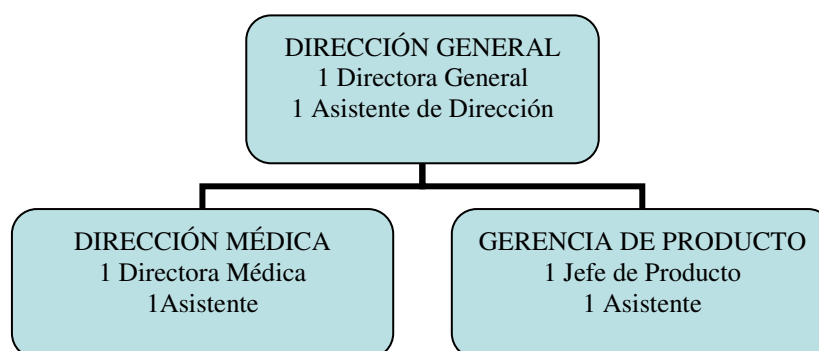 DIRECCIÓN GENERAL
1 Directora General
1 Asistente de Dirección
DIRECCIÓN MÉDICA
1 Directora Médica
1Asistente
GERENCIA DE PRODUCTO
1 Jefe de Producto
1 Asistente